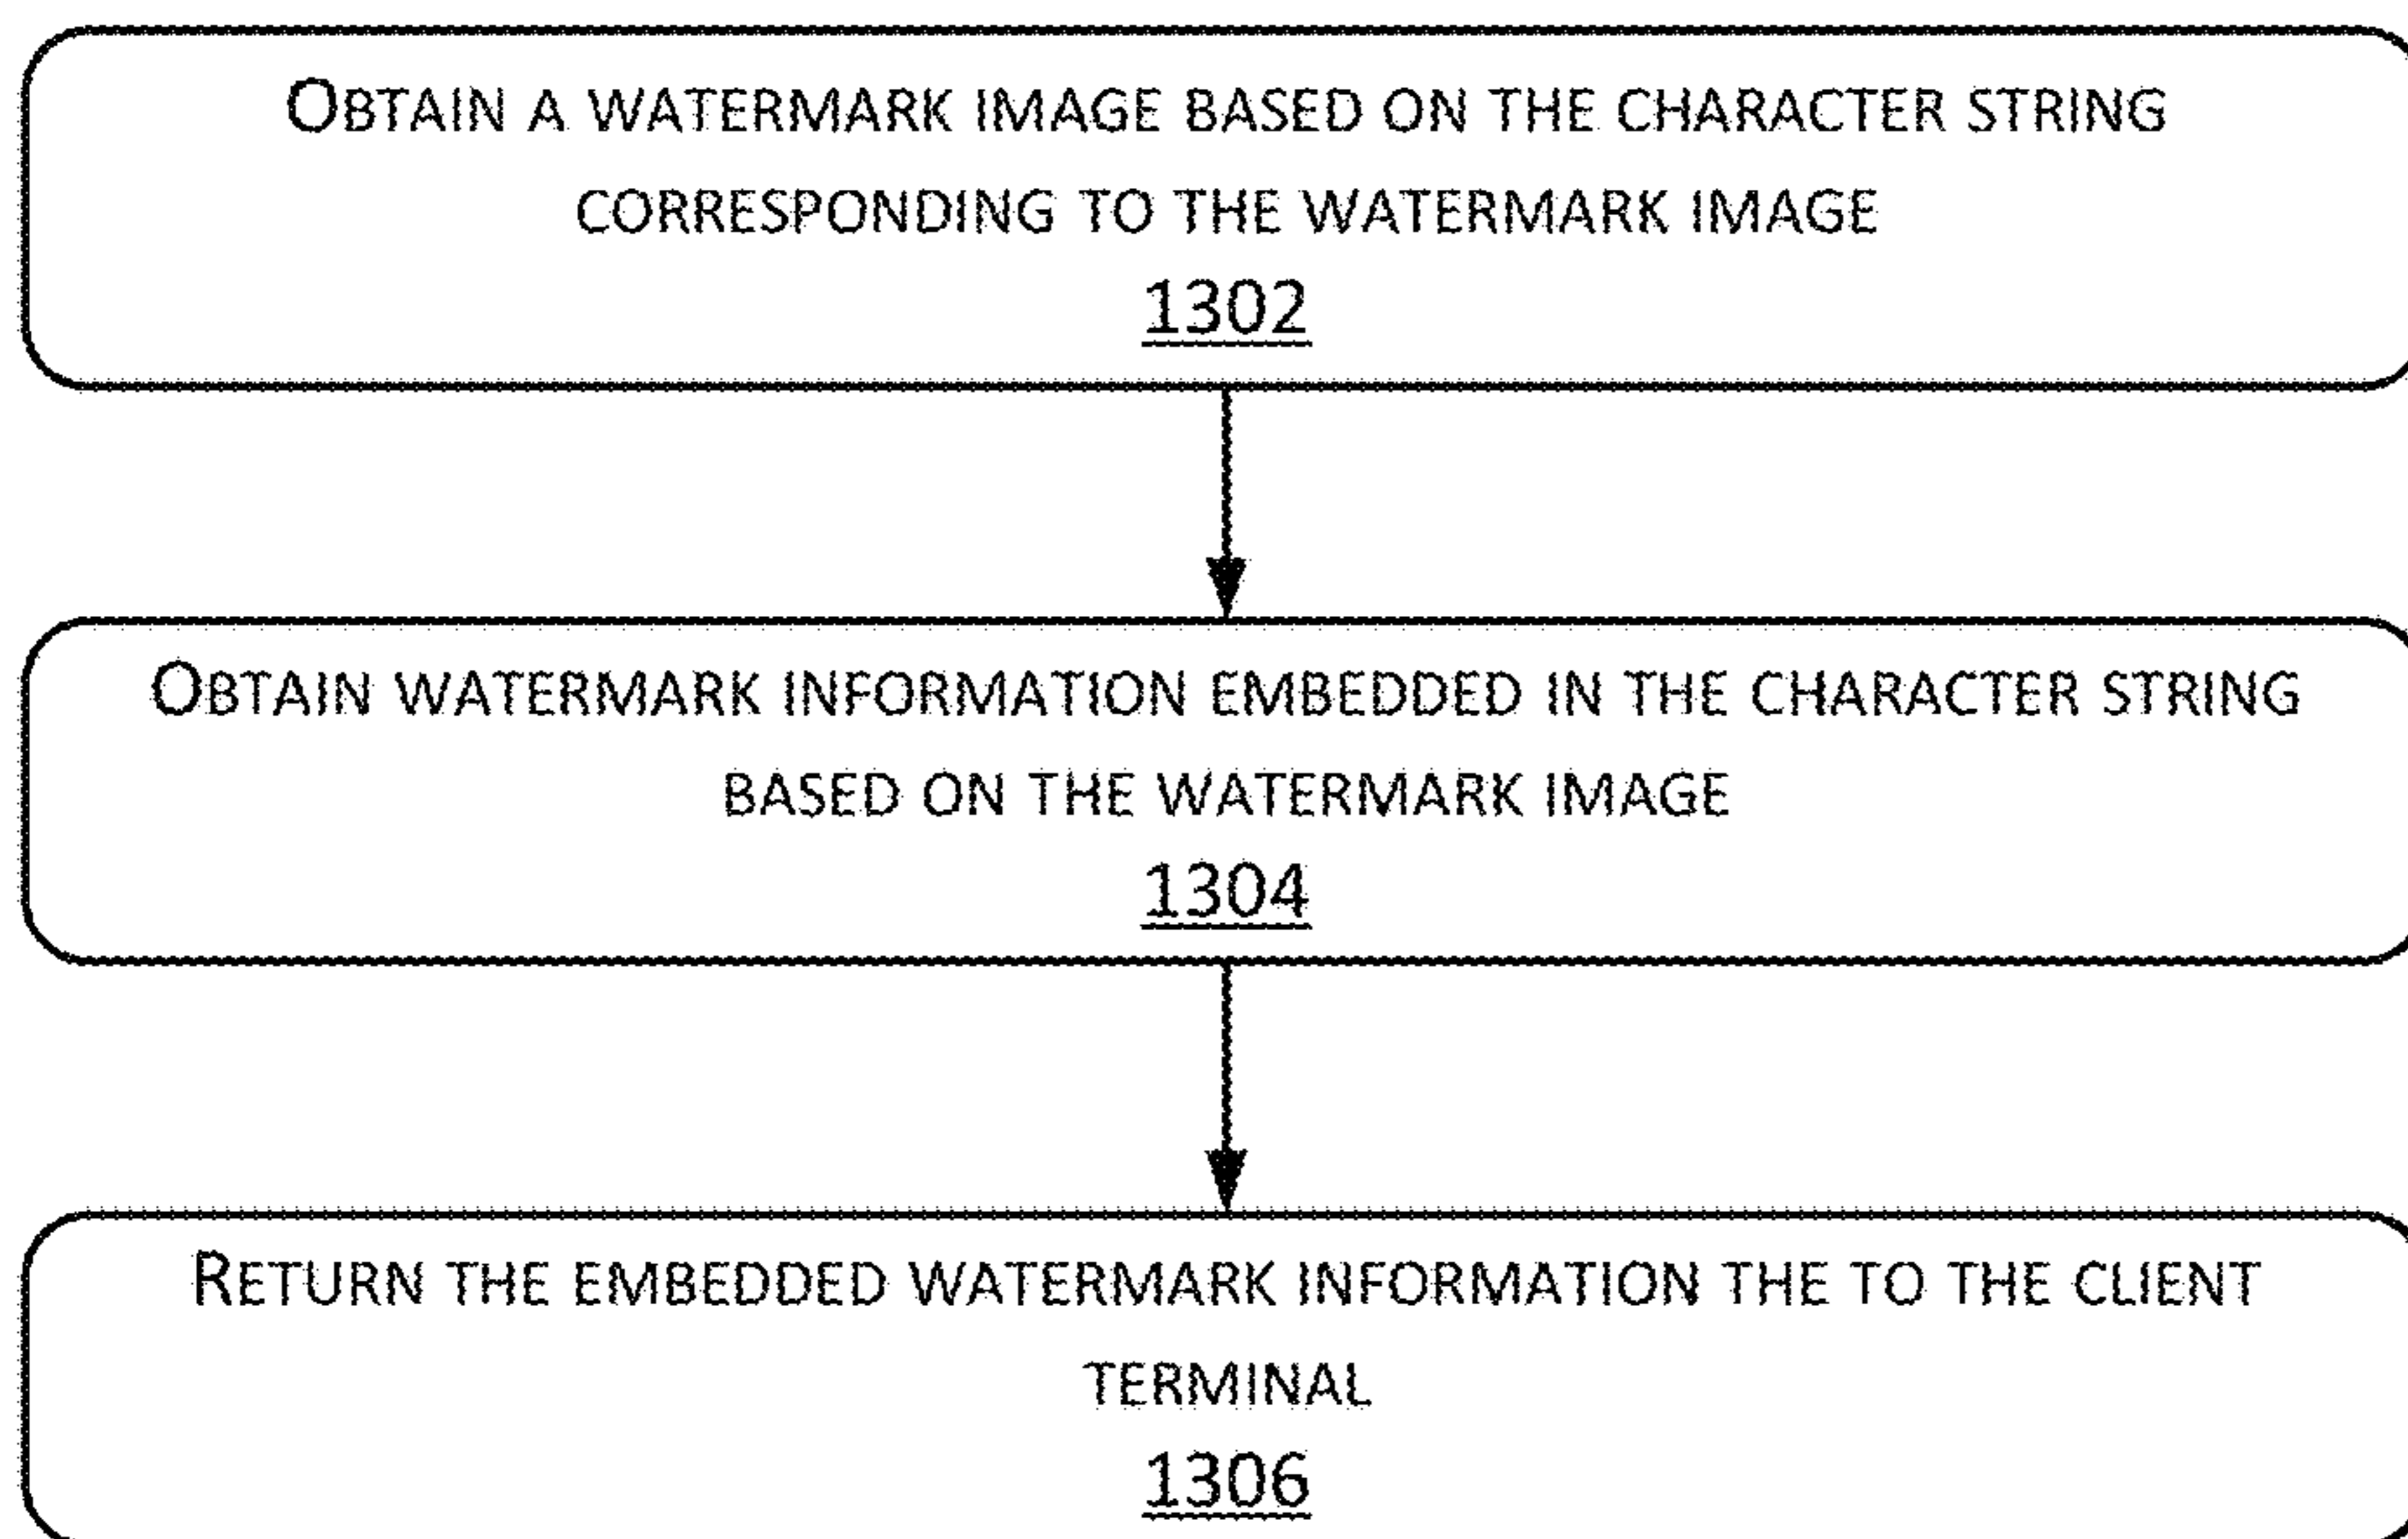 OBTAIN A WATERMARK IMAGE BASED ON THE CHARACTER STRING
CORRESPONDING TO THE WATERMARK IMAGE
1302
OBTAIN WATERMARK INFORMATION EMBEDDED IN THE CHARACTER STRING
BASED ON THE WATERMARK IMAGE
1304
RETURN THE EMBEDDED WATERMARK INFORMATION THE TO THE CLIENT
TERMINAL
1306